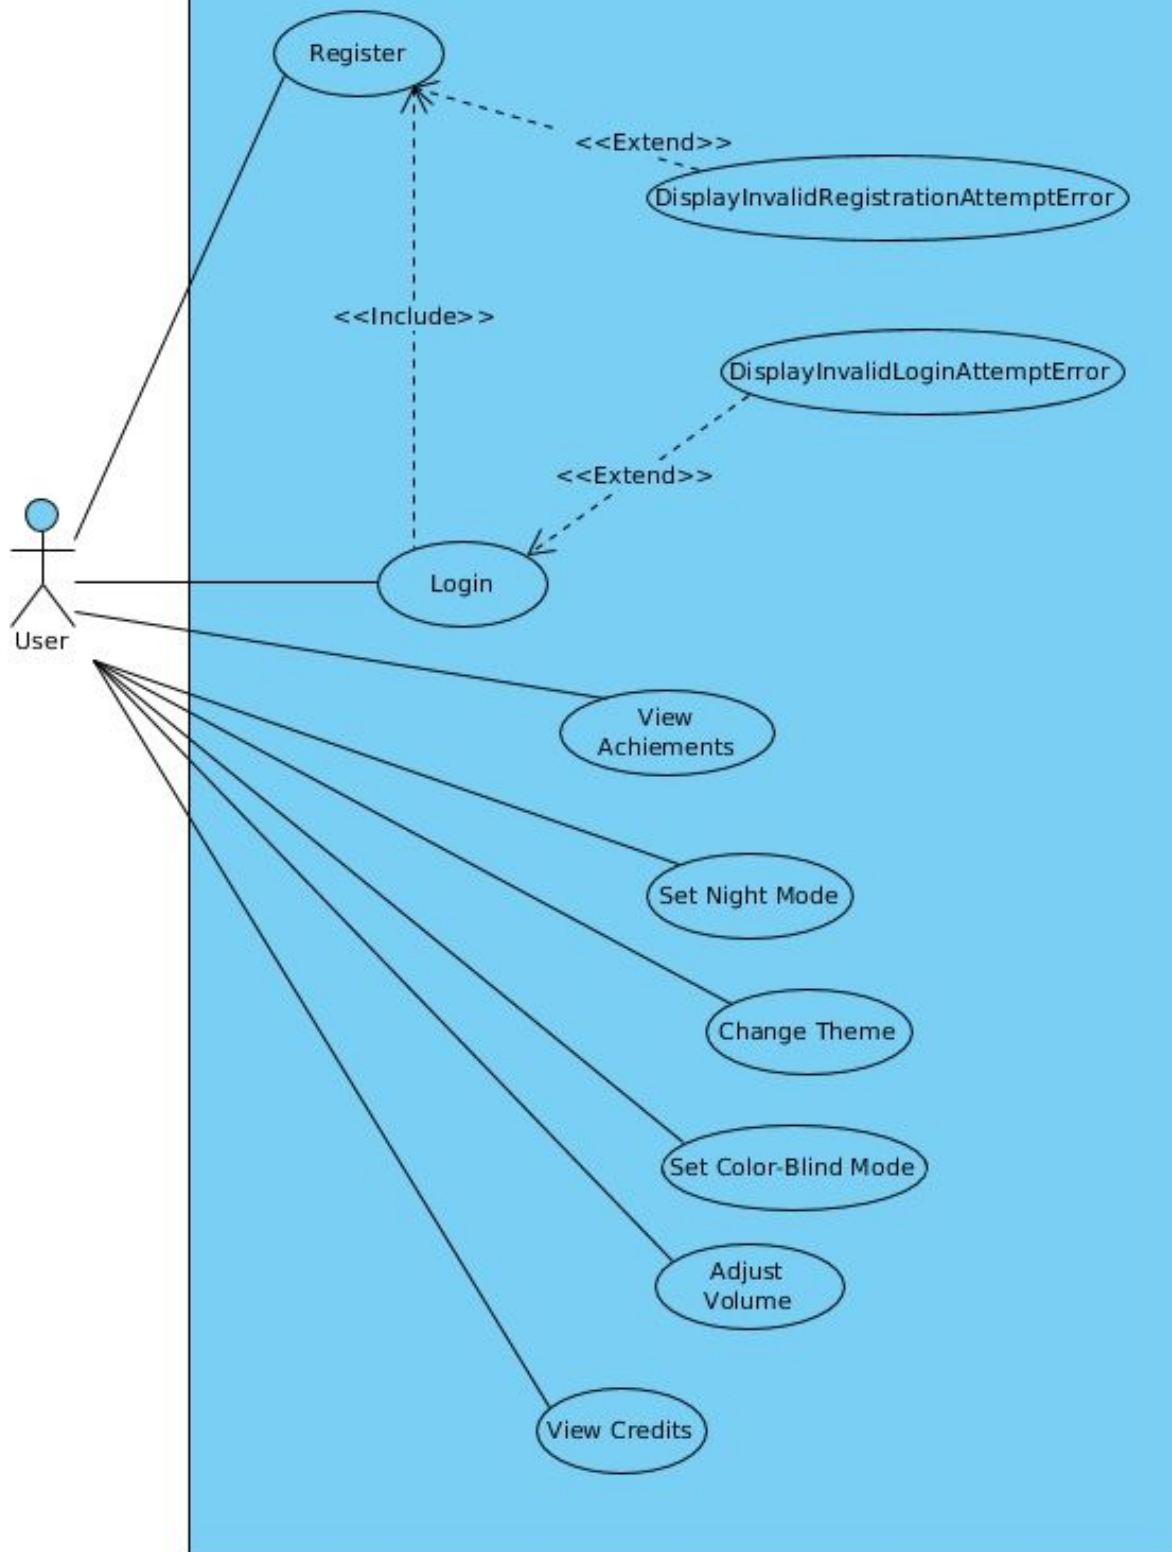 Register
<<Extend>>
DisplayInvalidRegistrationAttemptError
<<Include>>
DisplayInvalidLoginAttemptError
<<Extend>>
Login
User
View
Achiements
Set Night Mode
Change Theme
Set Color-Blind Mode
Adjust
Volume
View Credits